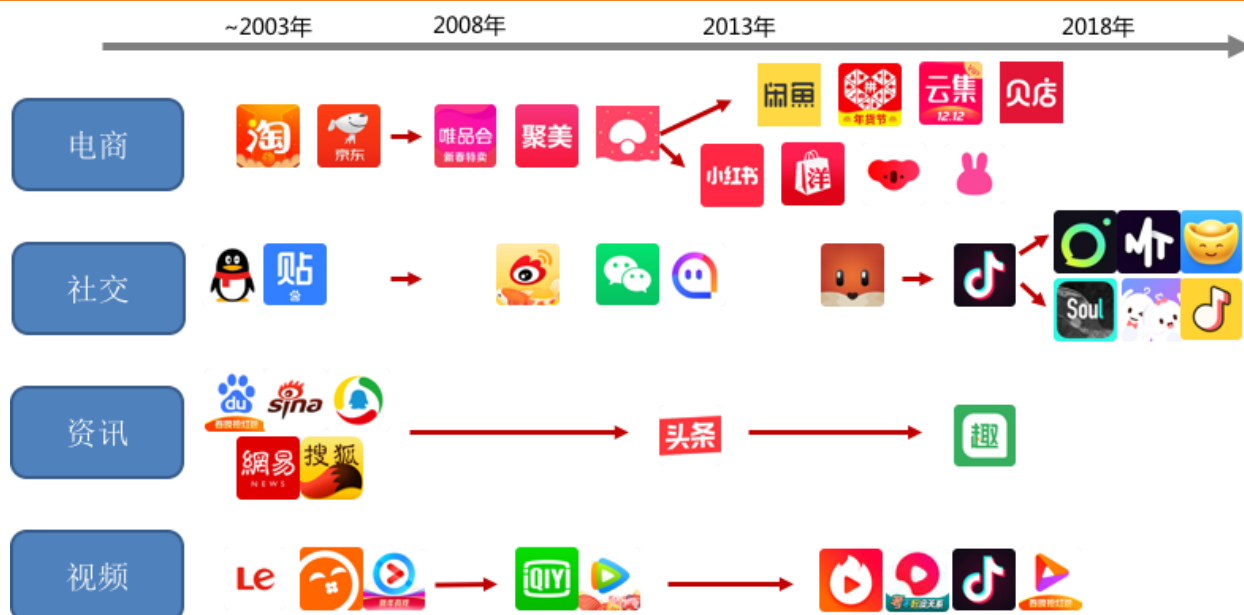 ~2003年 2008年 2013年 2018年
电商
淘
京东
唯品会
新春特卖
聚美
闲鱼
拼
年货节
云集
VIP
12.12
贝店
小红书
洋
社交
贴
MT
Soul
资讯
du
sina
網易
NEWS
搜狐
头条
趣
视频
Le
iQIYI